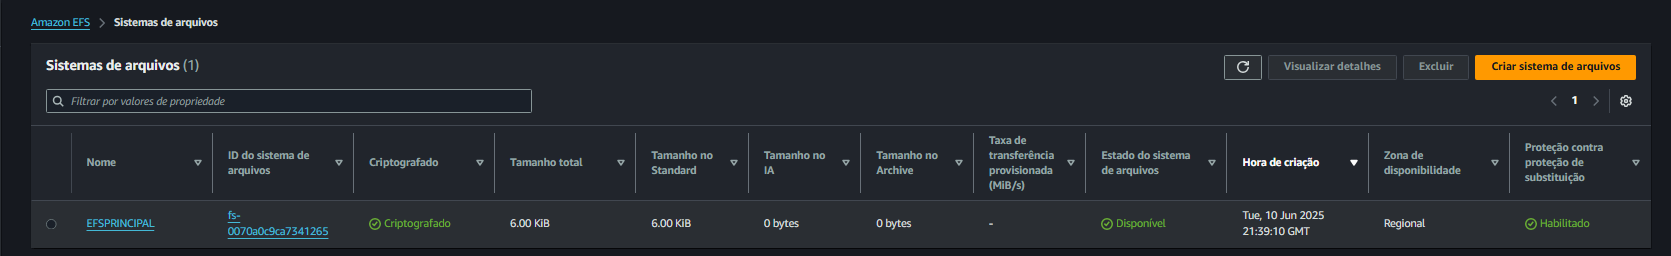 Amazon EFS > Sistemas de arquivos
Sistemas de arquivos (1)
Visualizar detalhes
Excluir
Criar sistema de arquivos
Filtrar por valores de propriedade
1
Nome
ID do sistema de
arquivos
Criptografado
Tamanho total
Tamanho no
Standard
Tamanho no
IA
Tamanho no
Archive
Taxa de
transferência
provisionada
(MiB/s)
Estado do sistema
de arquivos
Hora de criação
Zona de
disponibilidade
Proteção contra
proteção de
substituição
EFSPRINCIPAL
fs-
0070a0c9ca7341265
Criptografado
6.00 KiB
6.00 KiB
0 bytes
0 bytes
-
Disponível
Tue, 10 Jun 2025
21:39:10 GMT
Regional
Habilitado